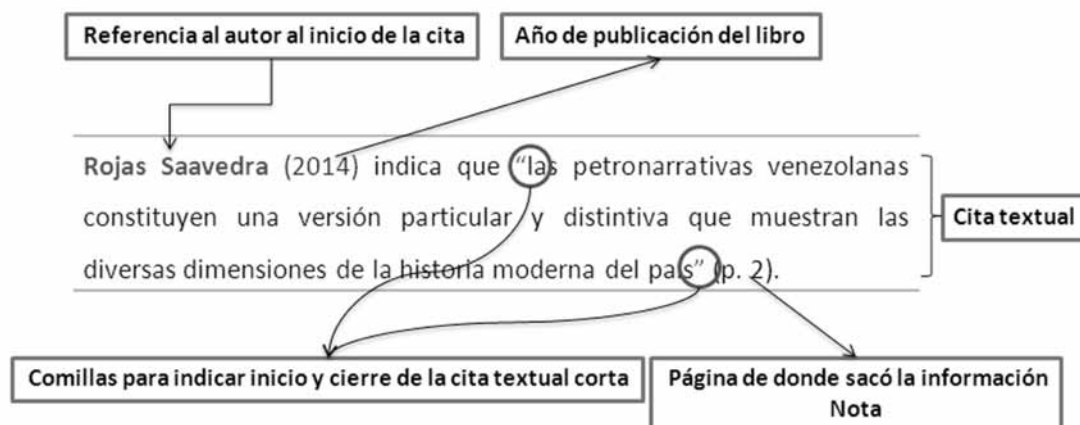 Referencia al autor al inicio de la cita
Año de publicación del libro
Rojas Saavedra (2014) indica que “las petronarrativas venezolanas
constituyen una versión particular y distintiva que muestran las
diversas dimensiones de la historia moderna del país” (p. 2).
Cita textual
Comillas para indicar inicio y cierre de la cita textual corta
Página de donde sacó la información
Nota